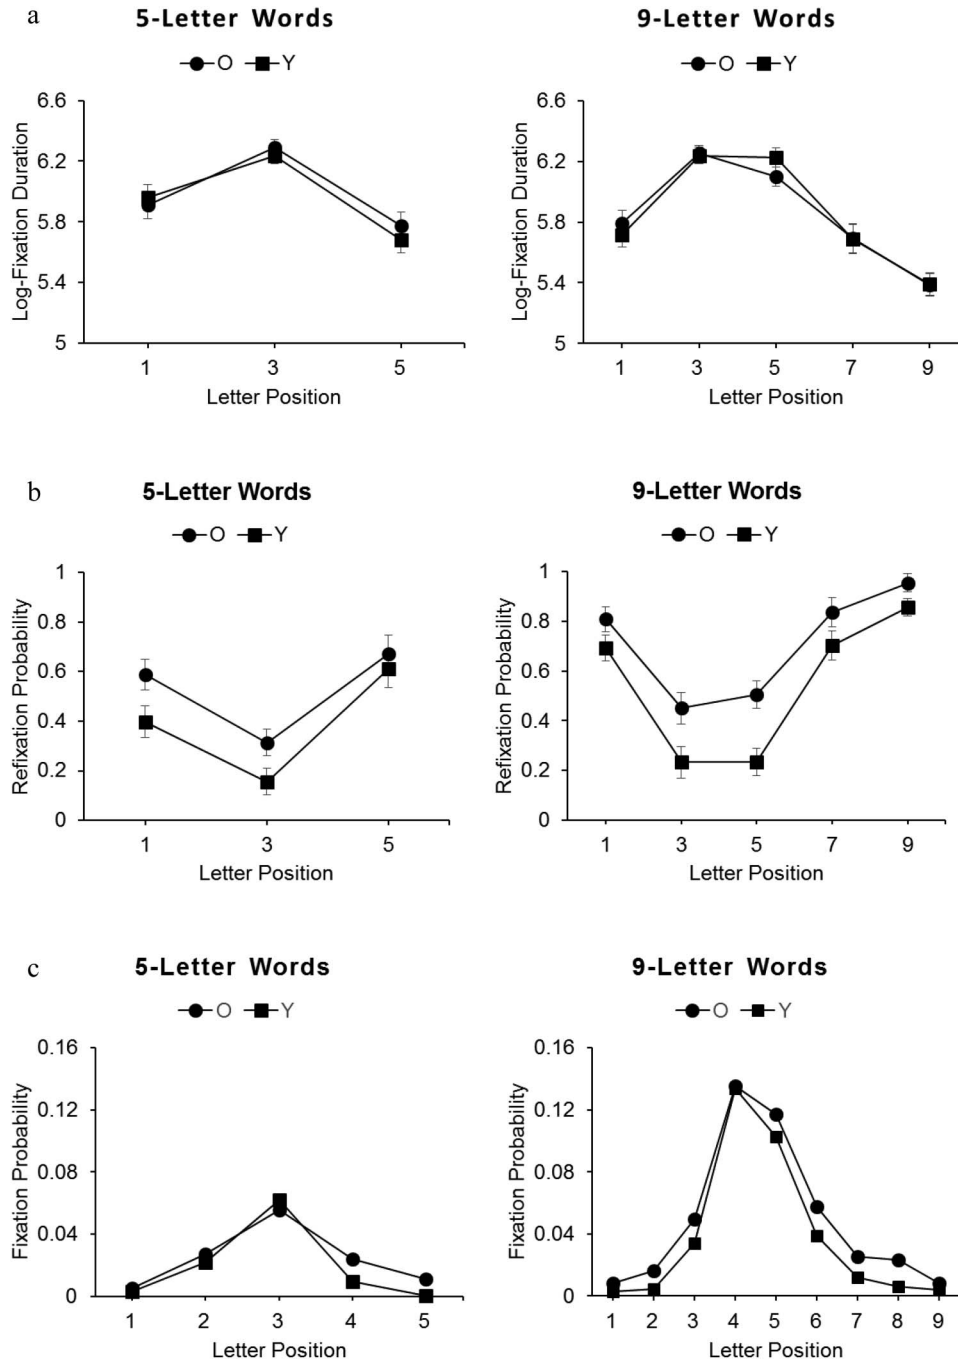 a
5-Letter Words
O Y
Log-Fixation Duration
6.6
6.2
5.8
5.4
5
1 3 5
Letter Position
9-Letter Words
O Y
Log-Fixation Duration
6.6
6.2
5.8
5.4
5
1 3 5 7 9
Letter Position
b
5-Letter Words
O Y
Refixation Probability
1
0.8
0.6
0.4
0.2
0
1 3 5
Letter Position
9-Letter Words
O Y
Refixation Probability
1
0.8
0.6
0.4
0.2
0
1 3 5 7 9
Letter Position
c
5-Letter Words
O Y
Fixation Probability
0.16
0.12
0.08
0.04
0
1 2 3 4 5
Letter Position
9-Letter Words
O Y
Fixation Probability
0.16
0.12
0.08
0.04
0
1 2 3 4 5 6 7 8 9
Letter Position